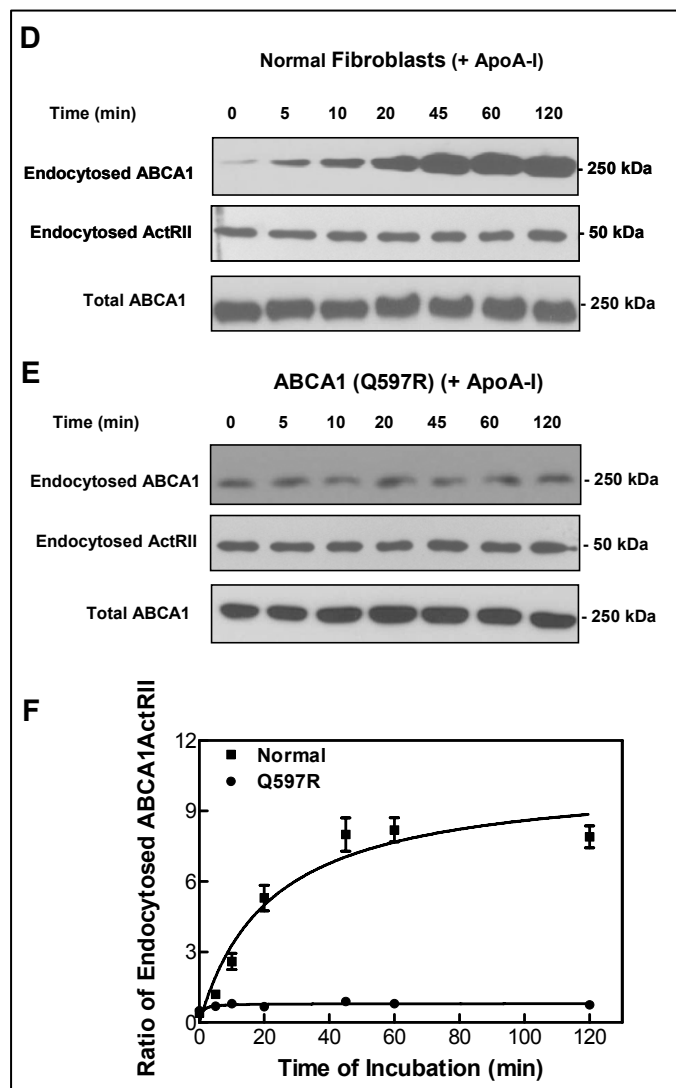 D
Normal Fibroblasts (+ ApoA-I)
Time (min) 0 5 10 20 45 60 120
Endocytosed ABCA1 - 250 kDa
Endocytosed ActRII - 50 kDa
Total ABCA1 - 250 kDa
E
ABCA1 (Q597R) (+ ApoA-I)
Time (min) 0 5 10 20 45 60 120
Endocytosed ABCA1 - 250 kDa
Endocytosed ActRII - 50 kDa
Total ABCA1 - 250 kDa
F
Ratio of Endocytosed ABCA1ActRII
12
9
6
3
0
Normal
Q597R
0 20 40 60 80 100 120
Time of Incubation (min)